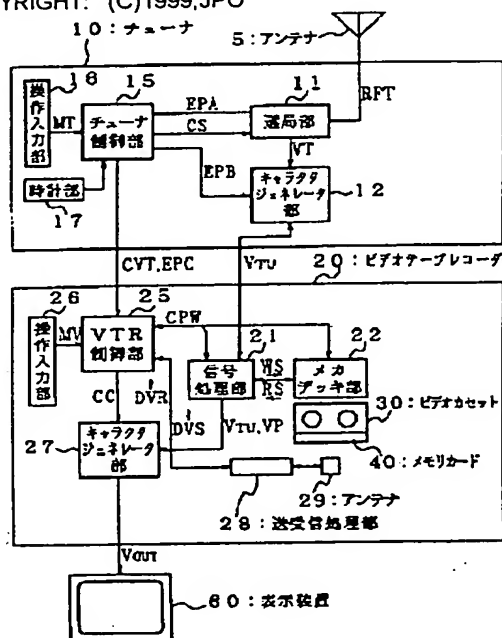 YRIGHT: (C)1999,JPO
10:チューナ
5:アンテナ
16
操作入力部
MT
15
チューナ制御部
EPA
CS
11
選局部
RFT
VT
EPB
キャラクタジェネレータ部
12
時計部
17
CVT,EPC
VTU
20:ビデオテープレコーダ
26
操作入力部
MV
25
VTR制御部
CPW
21
信号処理部
WS
RS
22
メカデッキ部
30:ビデオカセット
40:メモリカード
CC
DVR
DVS
VTU,VP
キャラクタジェネレータ部
27
29:アンテナ
28:送受信処理部
VOUT
60:表示装置